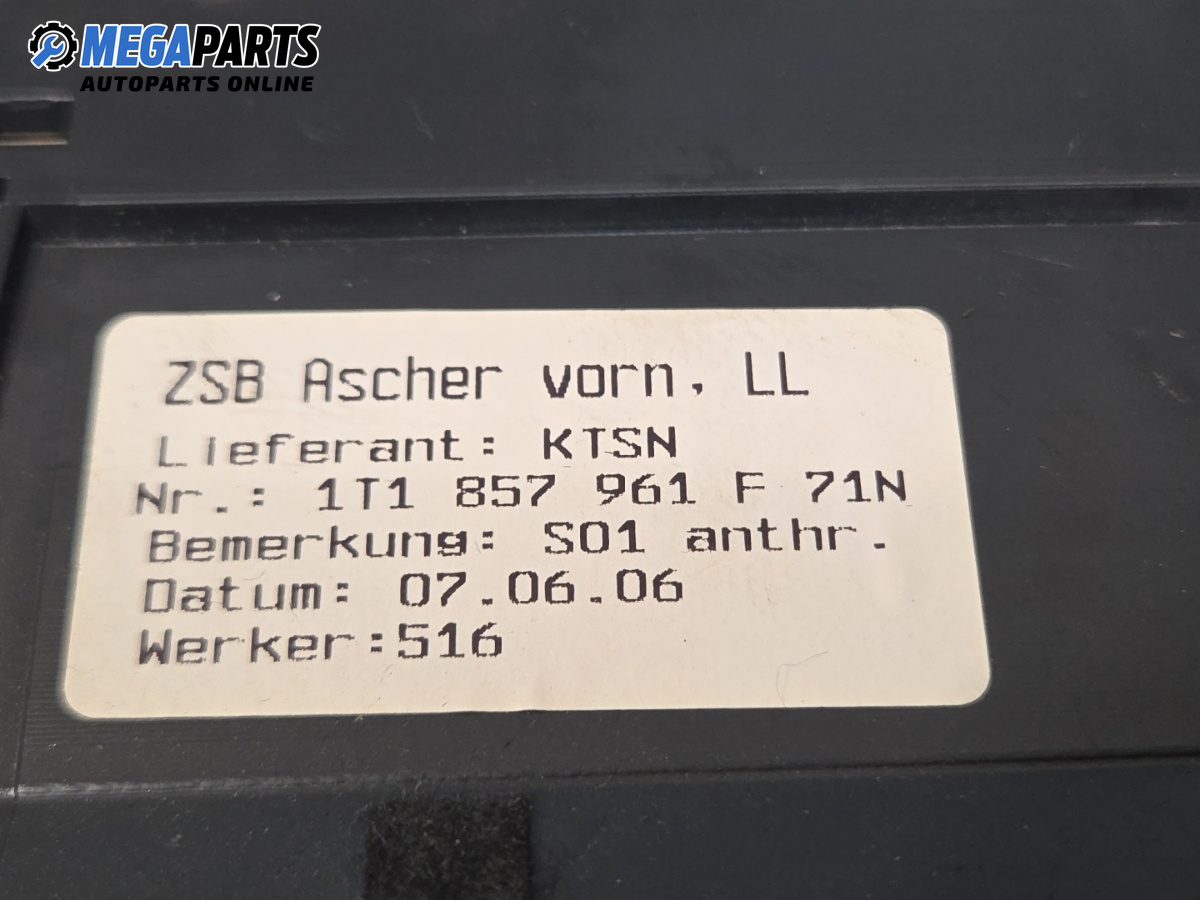 MEGAPARTS
AUTOPARTS ONLINE
ZSB Ascher vorn, LL
Lieferant: KTSN
Nr.: 1T1 857 961 F 71N
Bemerkung: S01 anthr.
Datum: 07.06.06
Werker:516